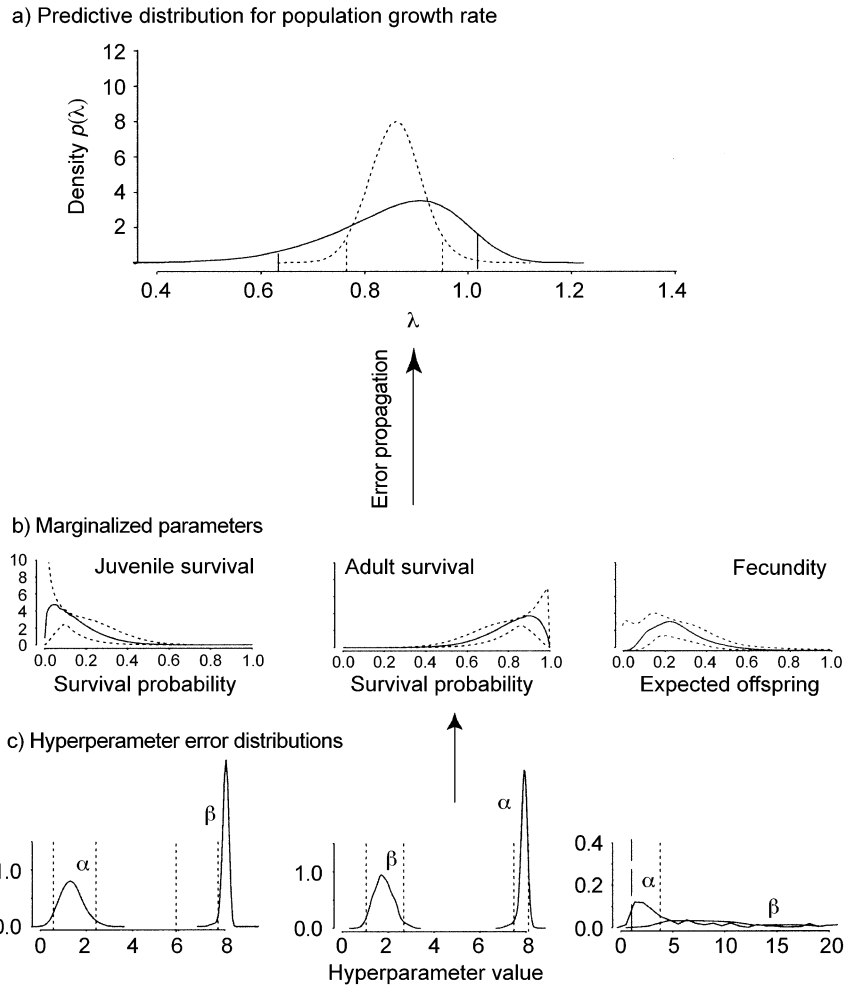 a) Predictive distribution for population growth rate
12
10
8
6
4
2
Density p(λ)
0.4 0.6 0.8 1.0 1.2 1.4
λ
Error propagation
b) Marginalized parameters
10
8
6
4
2
0
Juvenile survival
Adult survival
Fecundity
0.0 0.2 0.4 0.6 0.8 1.0
0.0 0.2 0.4 0.6 0.8 1.0
0.0 0.2 0.4 0.6 0.8 1.0
Survival probability
Survival probability
Expected offspring
c) Hyperperameter error distributions
β
α
1.0
0.0
0 2 4 6 8
α
β
1.0
0.0
0 2 4 6 8
0.4
0.2
0.0
α
β
0 5 10 15 20
Hyperparameter value